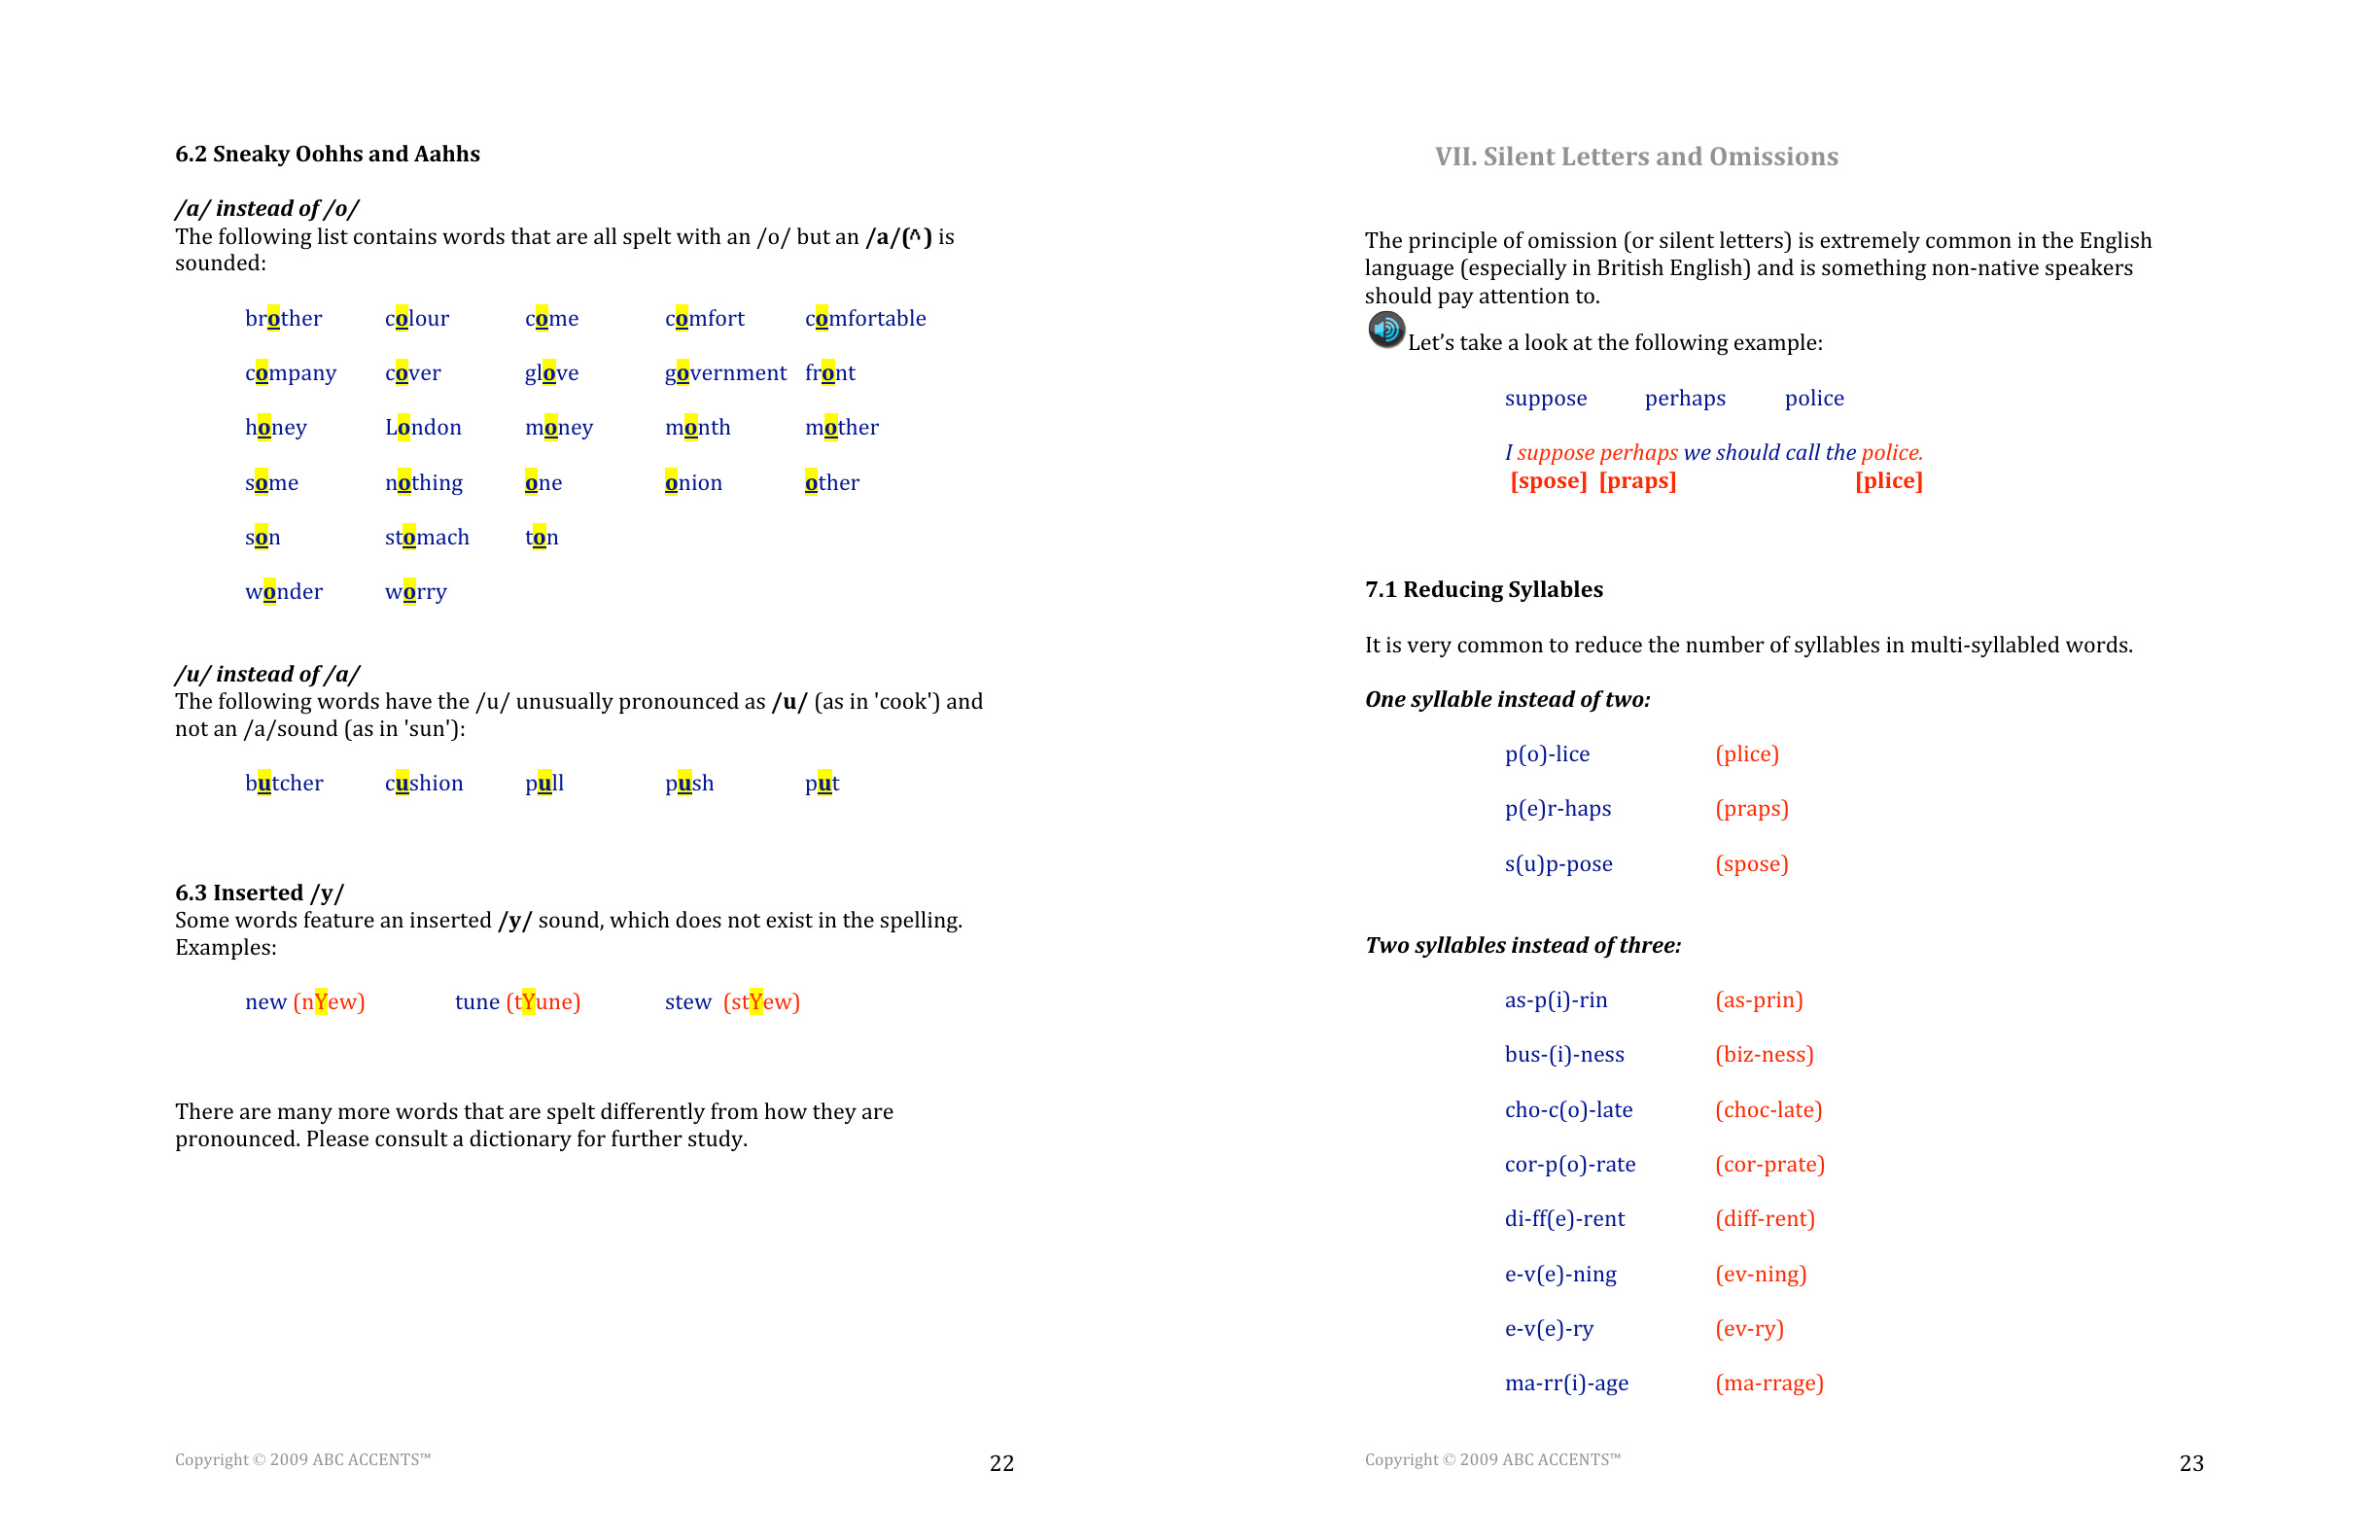 6.2 Sneaky Oohhs and Aahhs
/a/ instead of /o/
The following list contains words that are all spelt with an /o/ but an /a/(^) is
sounded:
brother colour come comfort comfortable
company cover glove government front
honey London money month mother
some nothing one onion other
son stomach ton
wonder worry
/u/ instead of /a/
The following words have the /u/ unusually pronounced as /u/ (as in 'cook') and
not an /a/sound (as in 'sun'):
butcher cushion pull push put
6.3 Inserted /y/
Some words feature an inserted /y/ sound, which does not exist in the spelling.
Examples:
new (nYew) tune (tYune) stew (stYew)
There are many more words that are spelt differently from how they are
pronounced. Please consult a dictionary for further study.
Copyright © 2009 ABC ACCENTS™ 22
VII. Silent Letters and Omissions
The principle of omission (or silent letters) is extremely common in the English
language (especially in British English) and is something non-native speakers
should pay attention to.
Let’s take a look at the following example:
suppose perhaps police
I suppose perhaps we should call the police.
[spose] [praps] [plice]
7.1 Reducing Syllables
It is very common to reduce the number of syllables in multi-syllabled words.
One syllable instead of two:
p(o)-lice (plice)
p(e)r-haps (praps)
s(u)p-pose (spose)
Two syllables instead of three:
as-p(i)-rin (as-prin)
bus-(i)-ness (biz-ness)
cho-c(o)-late (choc-late)
cor-p(o)-rate (cor-prate)
di-ff(e)-rent (diff-rent)
e-v(e)-ning (ev-ning)
e-v(e)-ry (ev-ry)
ma-rr(i)-age (ma-rrage)
Copyright © 2009 ABC ACCENTS™ 23